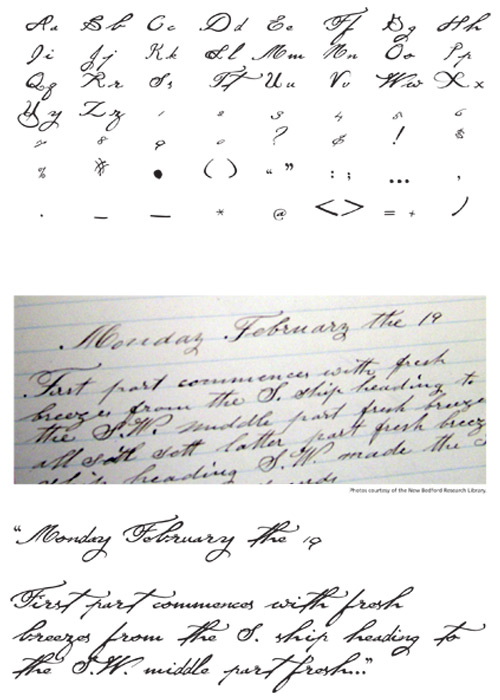 Aa Bb Cc Dd Ee Ff Gg Hh
Ii Jj Kk Ll Mm Nn Oo Pp
Qq Rr Ss Tt Uu Vv Ww Xx
Yy Zz 1 2 3 4 5 6
7 8 9 0 ? $ ! $
% * • ( ) “ ” : ; ... ,
. _ — * @ < > = + )
Monday February the 19
First part commences with fresh
breezes from the S. ship heading to
the S.W. middle part fresh breeze
all sett latter part fresh breez
ship heading S.W. made the S
Photos courtesy of the New Bedford Research Library.
“Monday February the 19
First part commences with fresh
breezes from the S. ship heading to
the S.W. middle part fresh...”